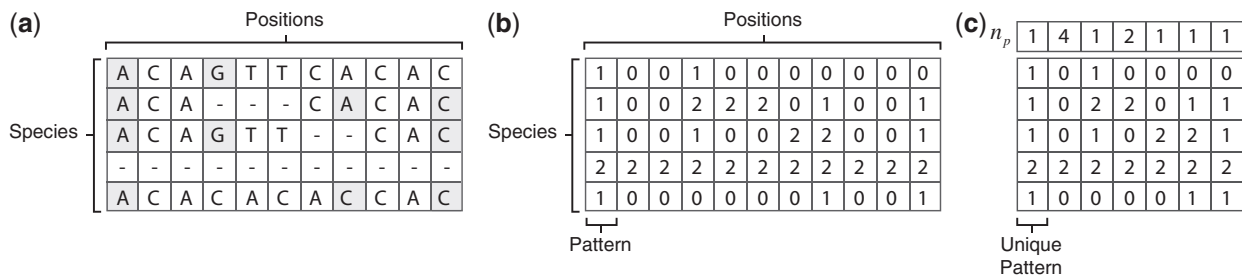 (a)
Positions
Species
A C A G T T C A C A C
A C A - - - C A C A C
A C A G T T - - C A C
- - - - - - - - - - -
A C A C A C A C C A C
(b)
Positions
Species
1 0 0 1 0 0 0 0 0 0 0
1 0 0 2 2 2 0 1 0 0 1
1 0 0 1 0 0 2 2 0 0 1
2 2 2 2 2 2 2 2 2 2 2
1 0 0 0 0 0 0 1 0 0 1
Pattern
(c)
n_p 1 4 1 2 1 1 1
1 0 1 0 0 0 0
1 0 2 2 0 1 1
1 0 1 0 2 2 1
2 2 2 2 2 2 2
1 0 0 0 0 1 1
Unique
Pattern